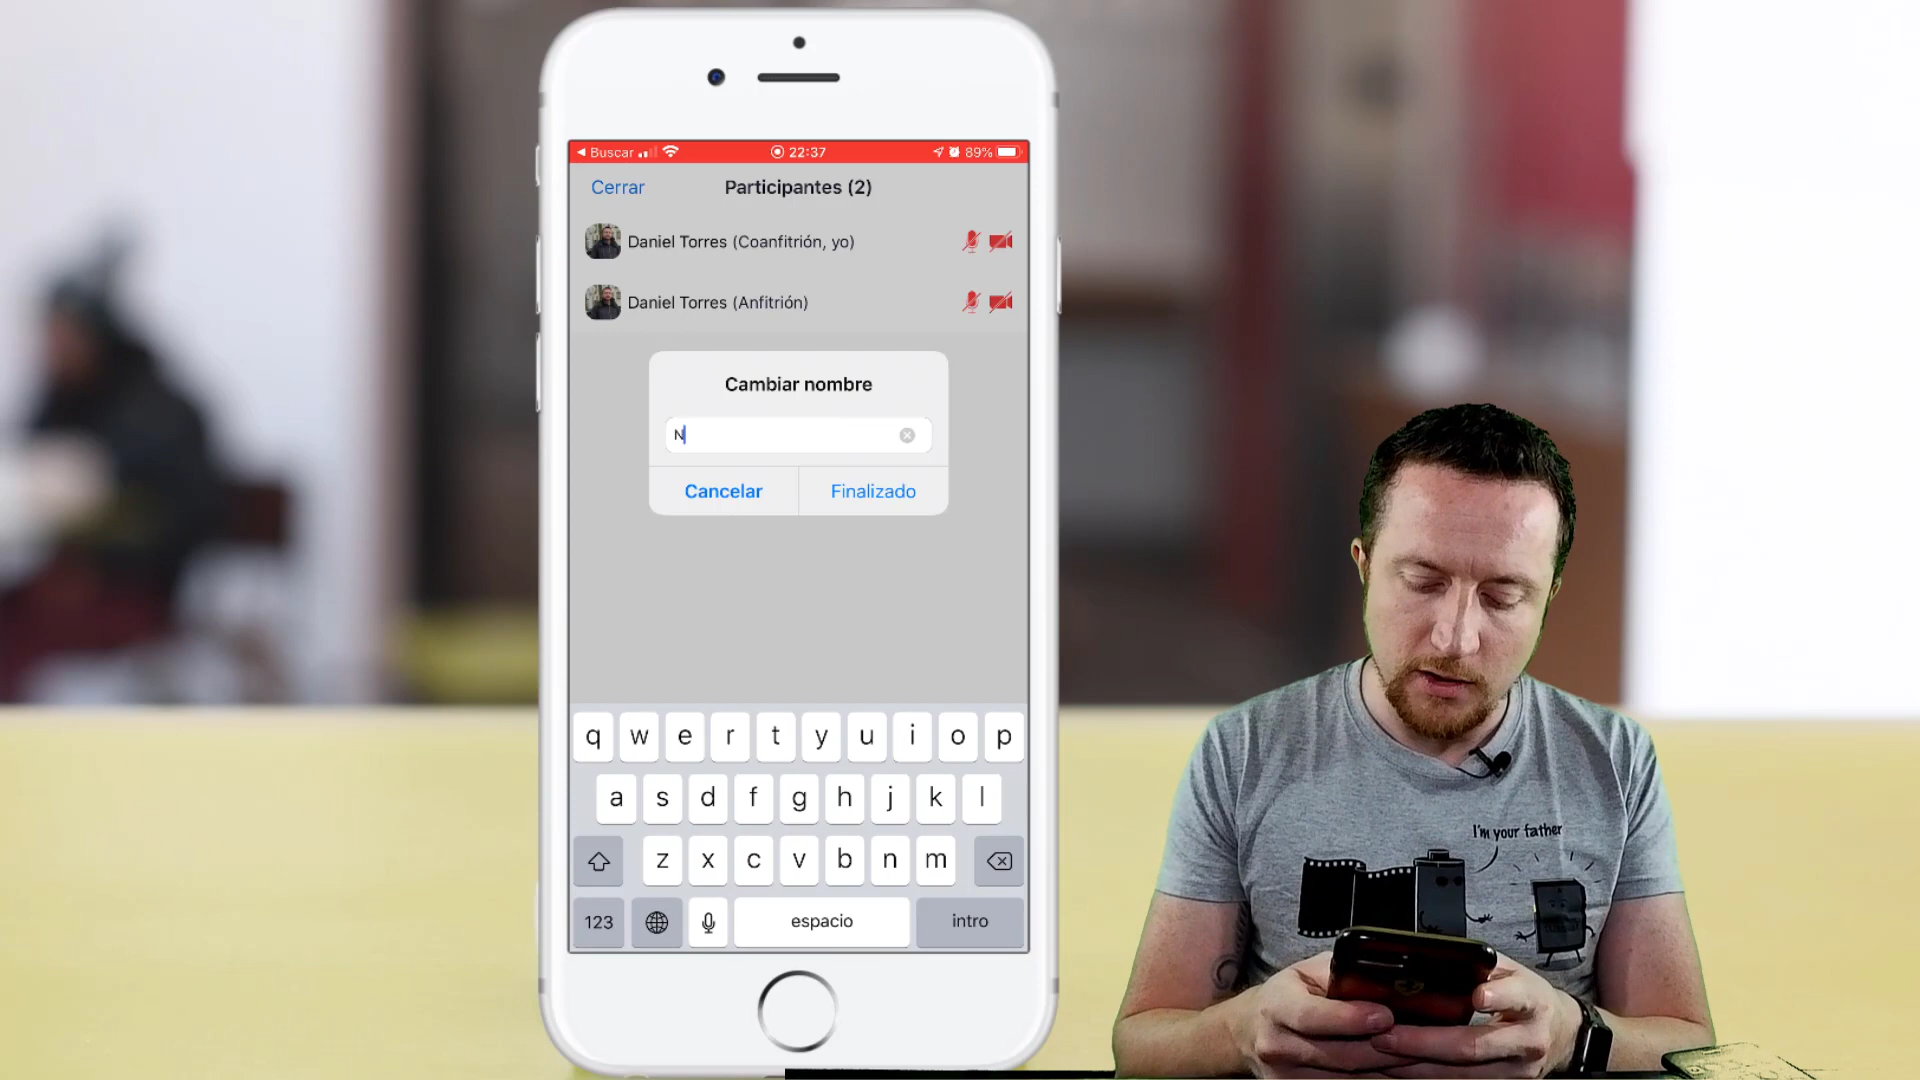 ◀ Buscar 22:37 89%
Cerrar Participantes (2)
Daniel Torres (Coanfitrión, yo)
Daniel Torres (Anfitrión)
Cambiar nombre
N
Cancelar Finalizado
q w e r t y u i o p
a s d f g h j k l
z x c v b n m
123 espacio intro
I'm your father